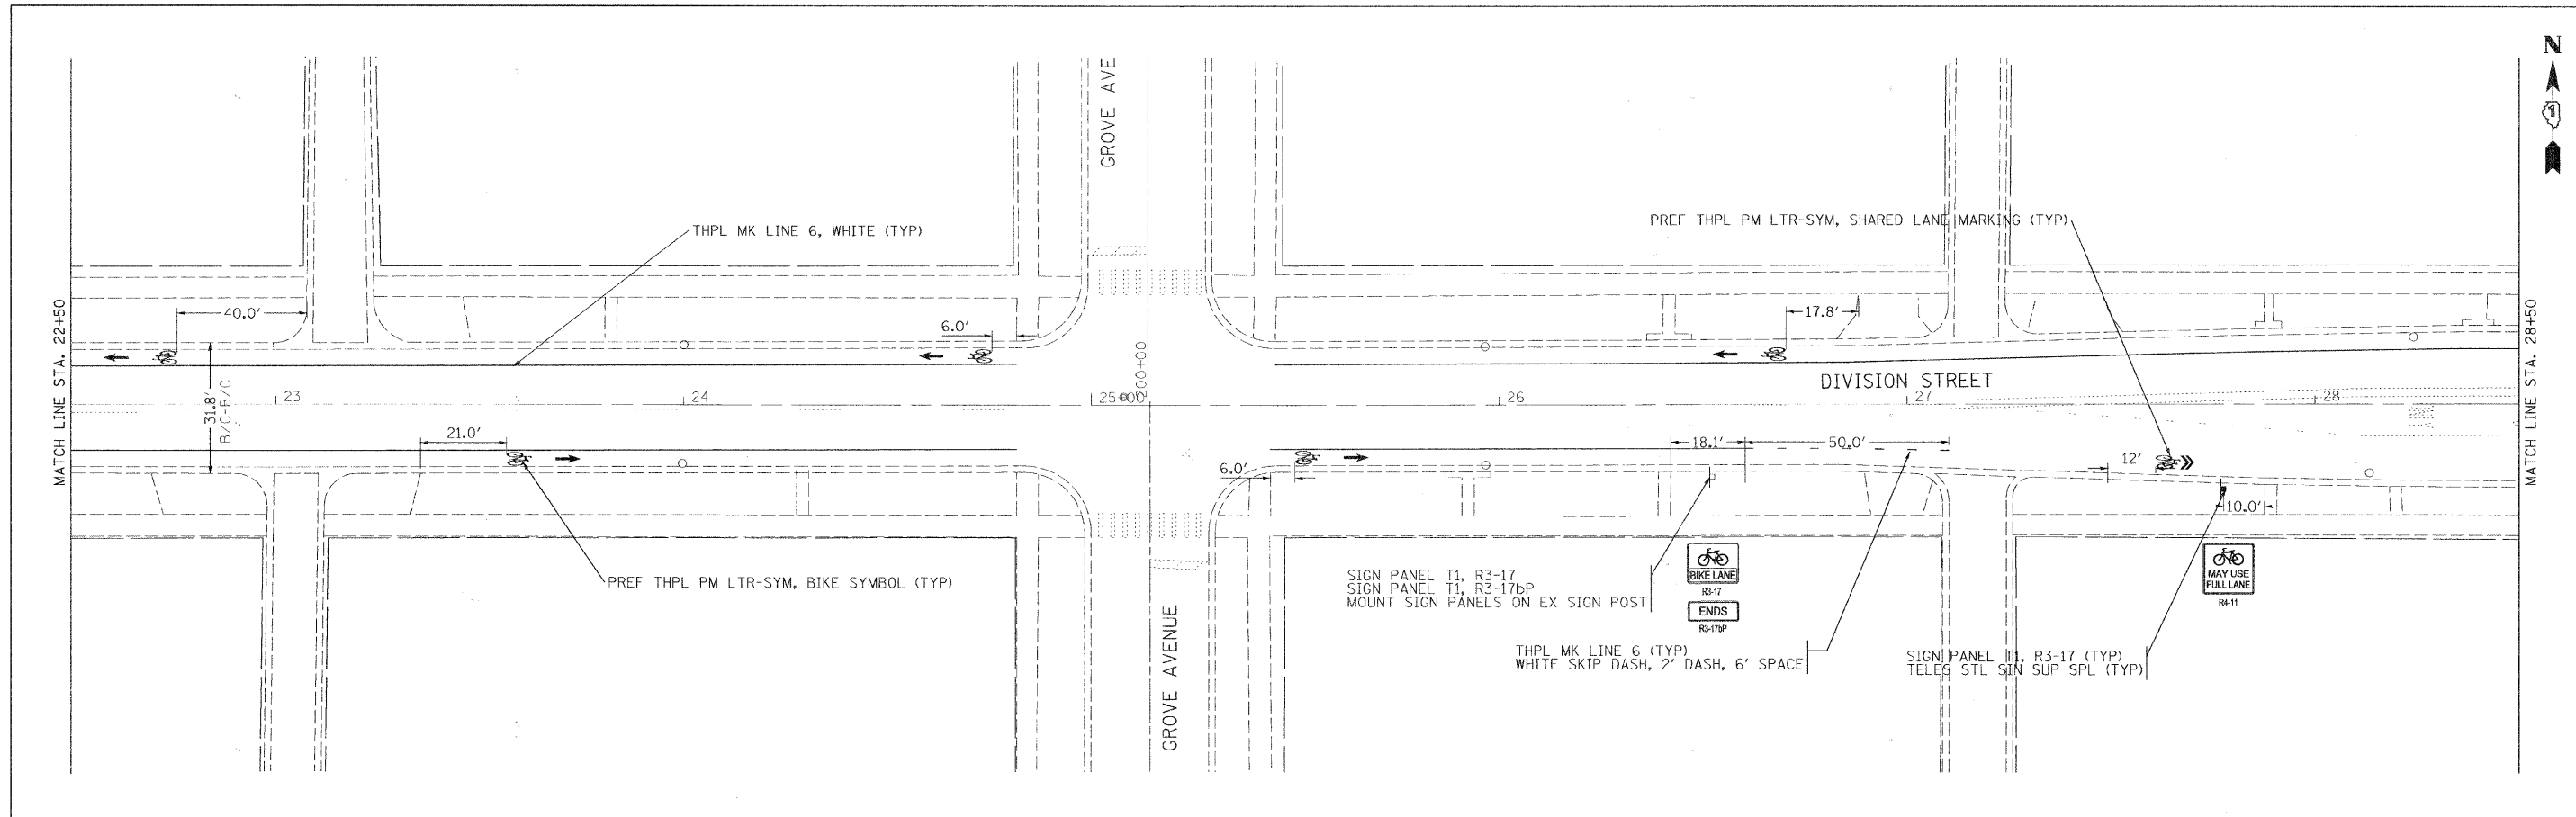 N
1
GROVE AVE
THPL MK LINE 6, WHITE (TYP)
PREF THPL PM LTR-SYM, SHARED LANE MARKING (TYP)
MATCH LINE STA. 22+50
MATCH LINE STA. 28+50
40.0'
6.0'
17.8'
200+00
DIVISION STREET
31.8'
B/C-B/C
23
24
25+00
26
27
28
21.0'
6.0'
18.1'
50.0'
12'
10.0'
PREF THPL PM LTR-SYM, BIKE SYMBOL (TYP)
SIGN PANEL T1, R3-17
SIGN PANEL T1, R3-17bP
MOUNT SIGN PANELS ON EX SIGN POST
BIKE LANE
R3-17
ENDS
R3-17bP
MAY USE
FULL LANE
R4-11
GROVE AVENUE
THPL MK LINE 6 (TYP)
WHITE SKIP DASH, 2' DASH, 6' SPACE
SIGN PANEL T1, R3-17 (TYP)
TELES STL SIN SUP SPL (TYP)